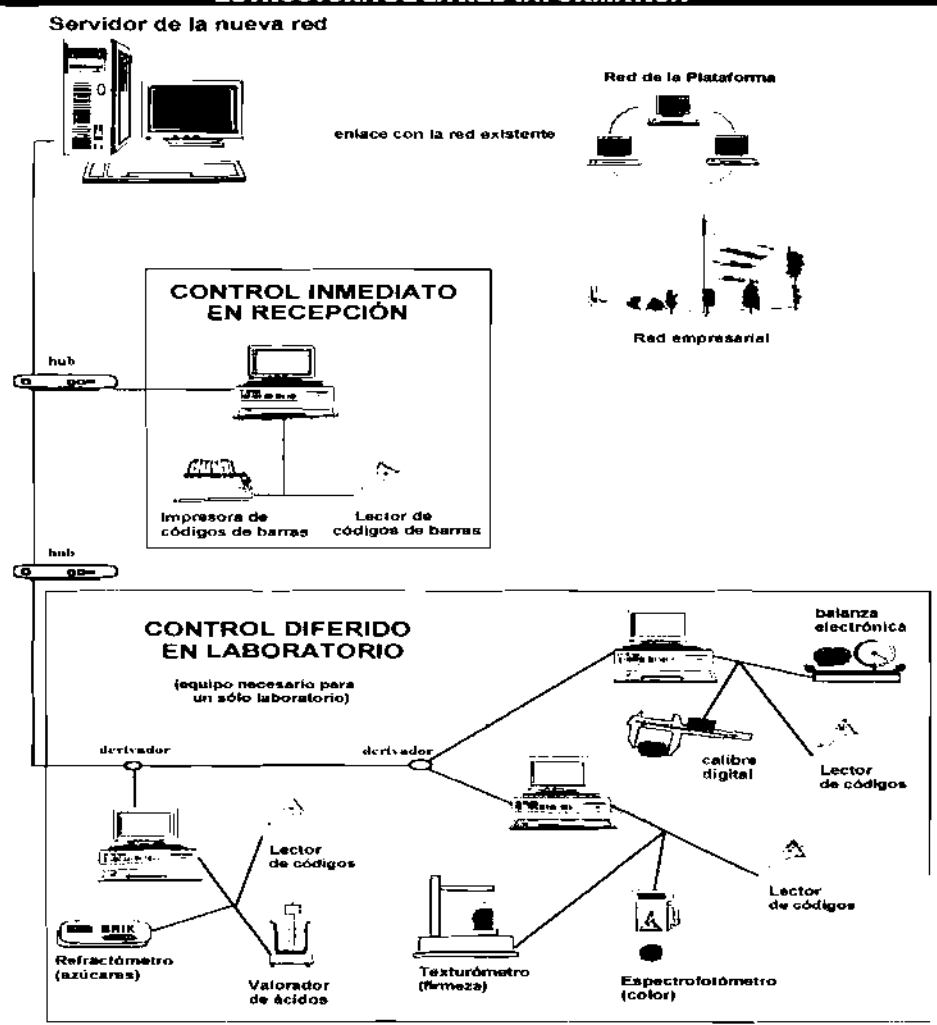 Servidor de la nueva red
Red de la Plataforma
enlace con la red existente
Red empresarial
CONTROL INMEDIATO
EN RECEPCIÓN
hub
Impresora de
códigos de barras
Lector de
códigos de barras
hub
CONTROL DIFERIDO
EN LABORATORIO
(equipo necesario para
un sólo laboratorio)
balanza
electrónica
calibre
digital
Lector
de códigos
derivador
derivador
Lector
de códigos
Lector
de códigos
Refractómetro
(azúcares)
Valorador
de ácidos
Texturómetro
(firmeza)
Espectrofotómetro
(color)